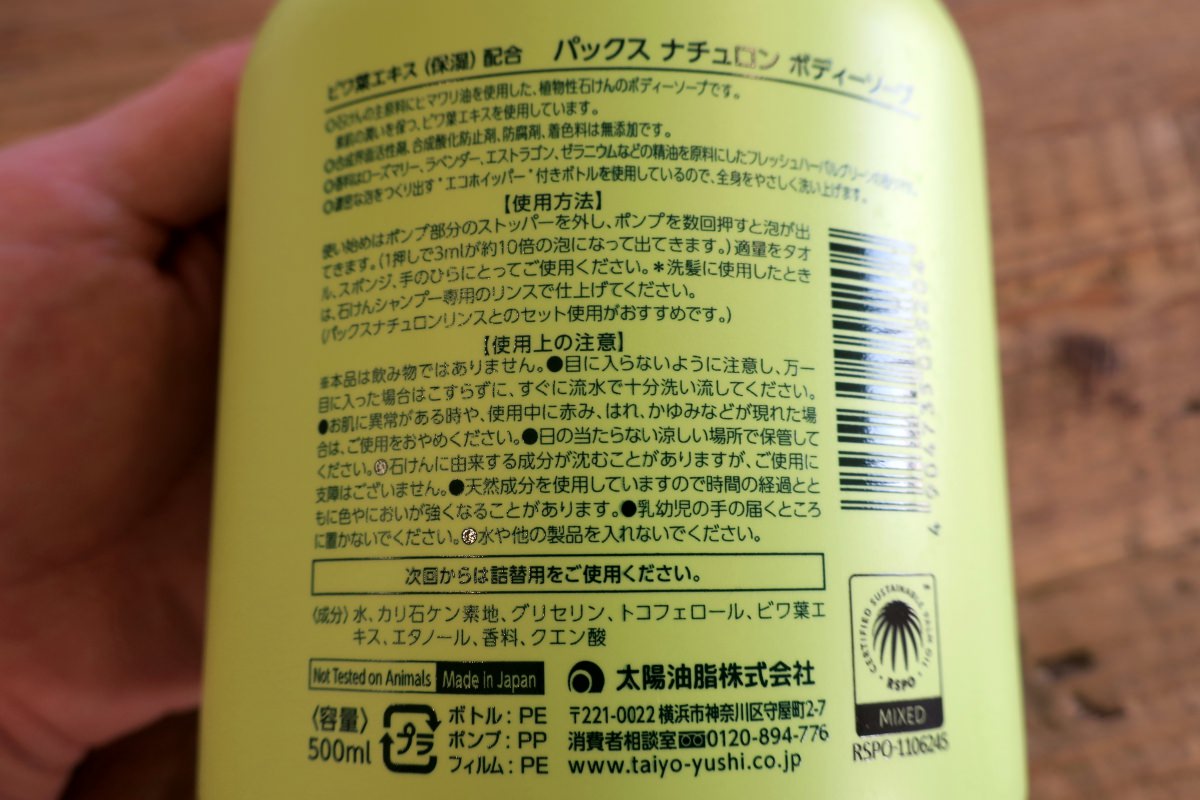 ビワ葉エキス（保湿）配合　パックス ナチュロン ボディーソープ
◎石けんの主原料にヒマワリ油を使用した、植物性石けんのボディーソープです。
素肌の潤いを保つ、ビワ葉エキスを使用しています。
◎合成界面活性剤、合成酸化防止剤、防腐剤、着色料は無添加です。
◎香料はローズマリー、ラベンダー、エストラゴン、ゼラニウムなどの精油を原料にしたフレッシュハーバルグリーンの香りです。
◎濃密な泡をつくり出す"エコホイッパー"付きボトルを使用しているので、全身をやさしく洗い上げます。
【使用方法】
使い始めはポンプ部分のストッパーを外し、ポンプを数回押すと泡が出
てきます。(1押しで3mlが約10倍の泡になって出てきます。)適量をタオ
ル、スポンジ、手のひらにとってご使用ください。＊洗髪に使用したとき
は、石けんシャンプー専用のリンスで仕上げてください。
(パックスナチュロンリンスとのセット使用がおすすめです。)
【使用上の注意】
※本品は飲み物ではありません。●目に入らないように注意し、万一
目に入った場合はこすらずに、すぐに流水で十分洗い流してください。
●お肌に異常がある時や、使用中に赤み、はれ、かゆみなどが現れた場
合は、ご使用をおやめください。●日の当たらない涼しい場所で保管して
ください。●石けんに由来する成分が沈むことがありますが、ご使用に
支障はございません。●天然成分を使用していますので時間の経過とと
もに色やにおいが強くなることがあります。●乳幼児の手の届くところ
に置かないでください。●水や他の製品を入れないでください。
次回からは詰替用をご使用ください。
〈成分〉水、カリ石ケン素地、グリセリン、トコフェロール、ビワ葉エ
キス、エタノール、香料、クエン酸
Not Tested on Animals Made in Japan
太陽油脂株式会社
〈容量〉
500ml
プラ
ボトル：PE
ポンプ：PP
フィルム：PE
〒221-0022 横浜市神奈川区守屋町2-7
消費者相談室 0120-894-776
www.taiyo-yushi.co.jp
CERTIFIED SUSTAINABLE PALM OIL
RSPO
MIXED
RSPO-1106245